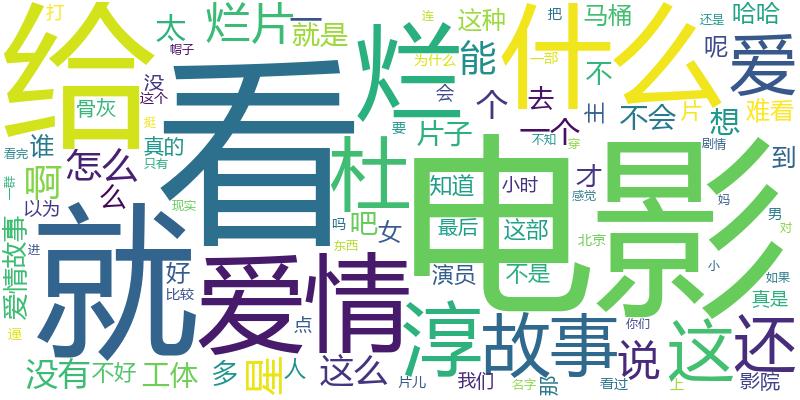 打
太
烂片
一
就是
连
这种
把
马桶
还是
哈哈
给
帽子
烂
为什么
能
什么
一部
呢
爱
没
这个
看
会
个
去
不
主
骨灰
片
难看
挺
真的
要
片子
一个
不会
想
谁
看完
只有
杜
电影
不知
穿
剧情
到
怎么
啊
么
知道
小时
才
感觉
一些
以为
现实
吗
吧
女
最后
这部
北京
妈
男
对
爱情故事
进
就
东西
好
比较
爱情
演员
不是
小
如果
真是
逼
点
淳
故事
你们
说
这
还
没有
不好
工体
多
星
人
这么
片儿
我们
名字
那
看过
上
影院